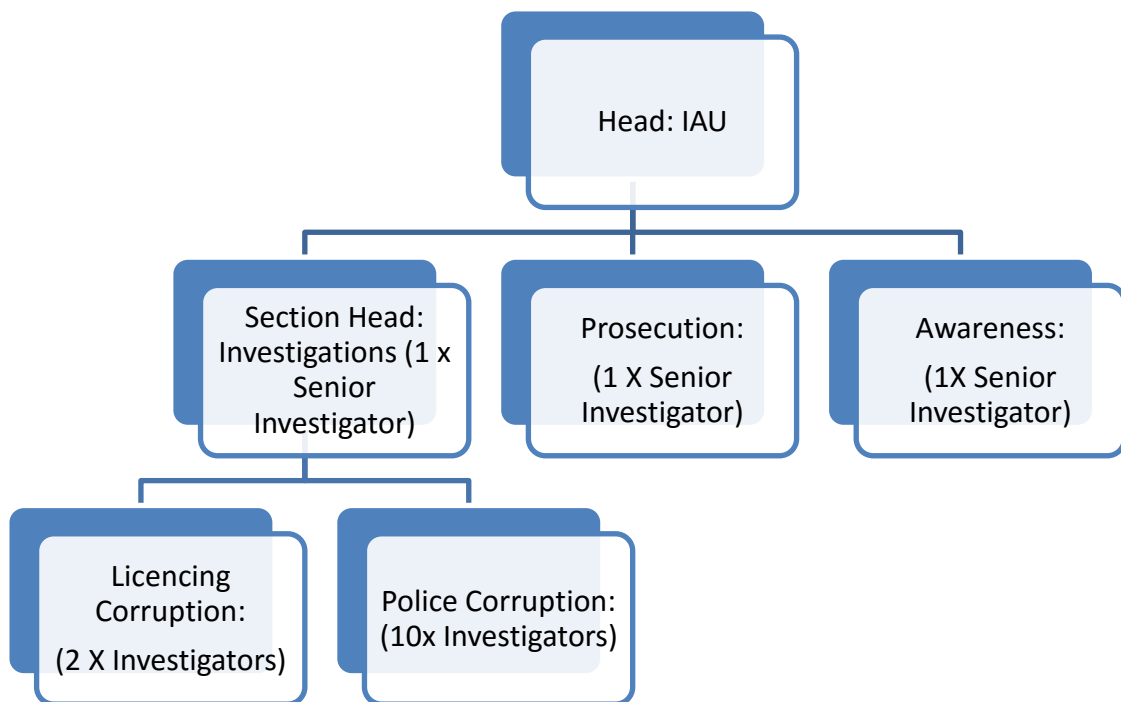 Head: IAU
Section Head:
Investigations (1 x
Senior
Investigator)
Prosecution:
(1 X Senior
Investigator)
Awareness:
(1X Senior
Investigator)
Licencing
Corruption:
(2 X Investigators)
Police Corruption:
(10x Investigators)